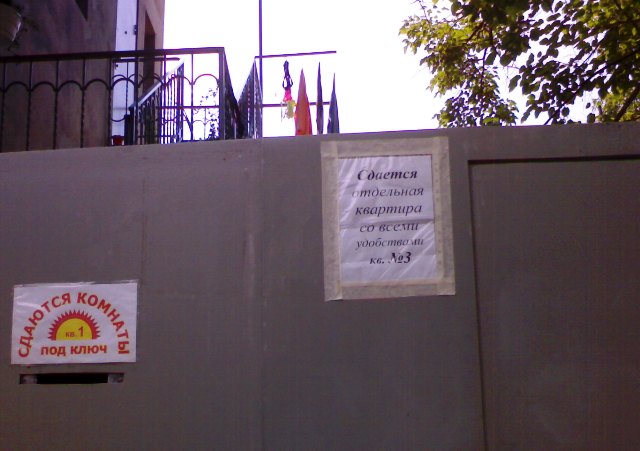 Сдается
отдельная
квартира
со всеми
удобствами
кв. №3
СДАЮТСЯ КОМНАТЫ
кв.1
под ключ